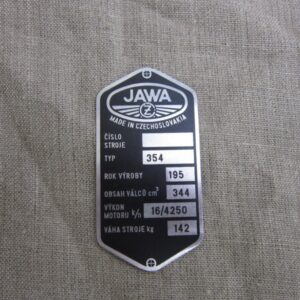 JAWA
ČZ
MADE IN CZECHOSLOVAKIA
ČÍSLO
STROJE
TYP 354
ROK VÝROBY 195
OBSAH VÁLCŮ cm³ 344
VÝKON
MOTORU k/n 16/4250
VÁHA STROJE kg 142